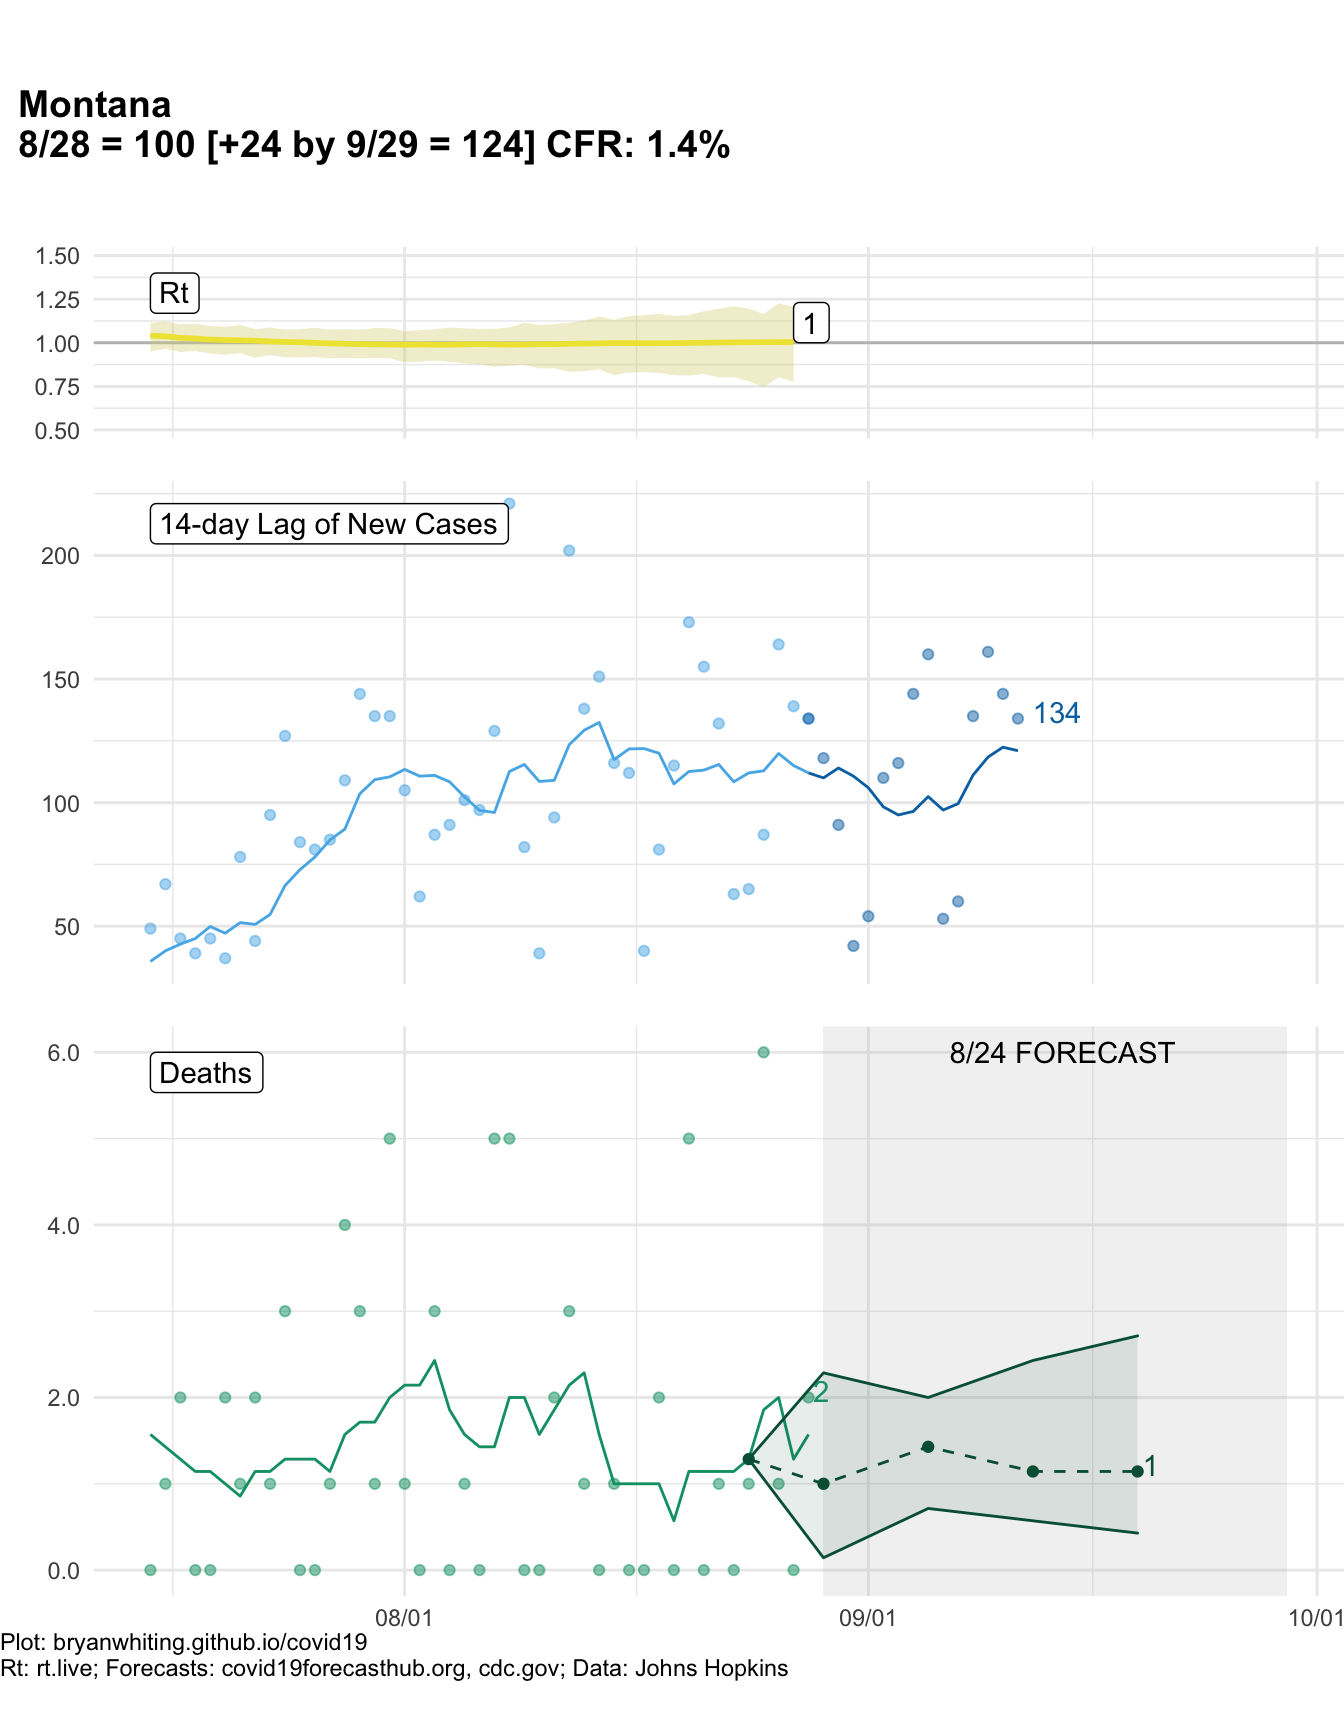 Montana
8/28 = 100 [+24 by 9/29 = 124] CFR: 1.4%
1.50
Rt
1.25
1
1.00
0.75
0.50
14-day Lag of New Cases
200
150
134
100
50
6.0
8/24 FORECAST
Deaths
4.0
2.0
2
1
0.0
08/01
09/01
10/01
Plot: bryanwhiting.github.io/covid19
Rt: rt.live; Forecasts: covid19forecasthub.org, cdc.gov; Data: Johns Hopkins